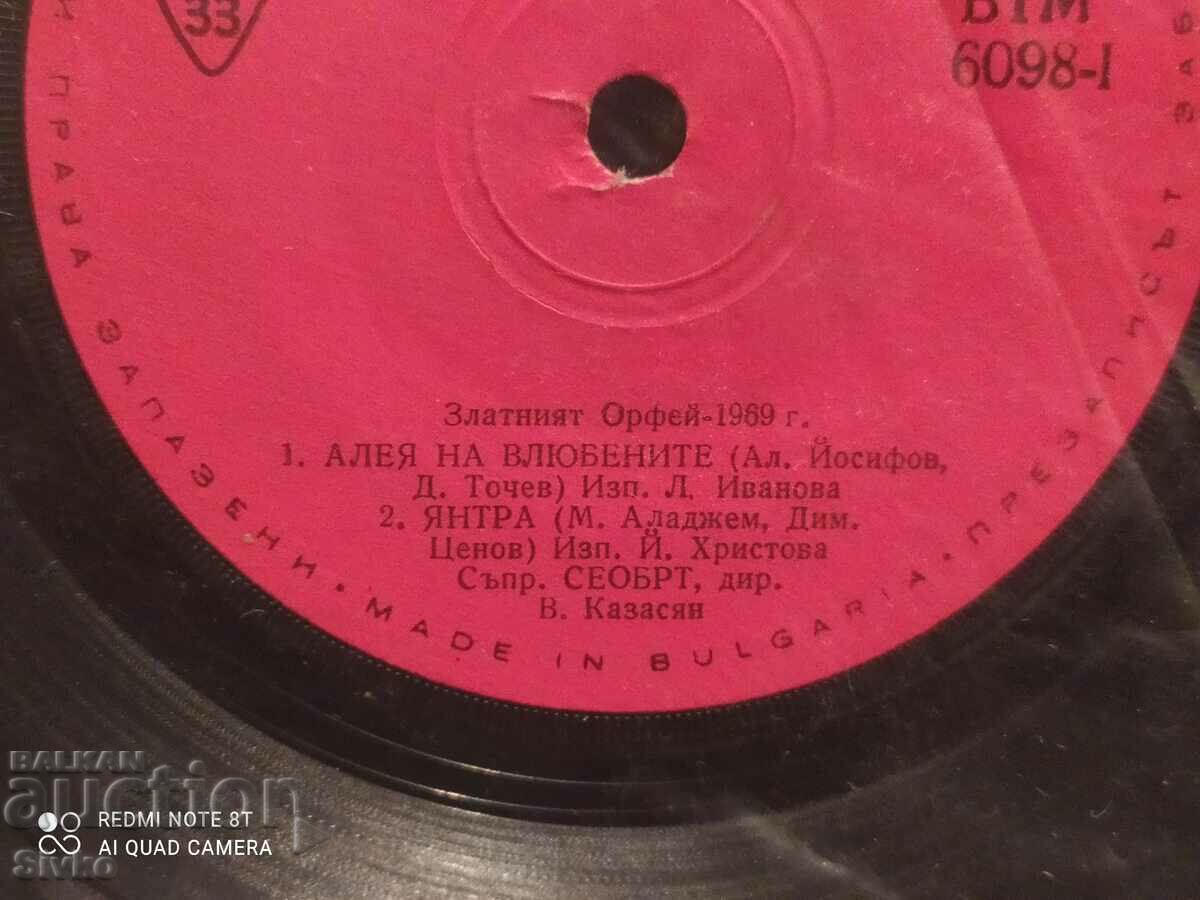 33
ВТМ
6098-I
Златният Орфей-1969 г.
1. АЛЕЯ НА ВЛЮБЕНИТЕ (Ал. Йосифов,
Д. Точев) Изп. Л. Иванова
2. ЯНТРА (М. Аладжем, Дим.
Ценов) Изп. Й. Христова
Съпр. СЕОБРТ, дир.
В. Казасян
ПРАВА ЗАПАЗЕНИ · MADE IN BULGARIA · ПРЕЗАПИСЪТ
BALKAN
auction
REDMI NOTE 8T
AI QUAD CAMERA
Sivko